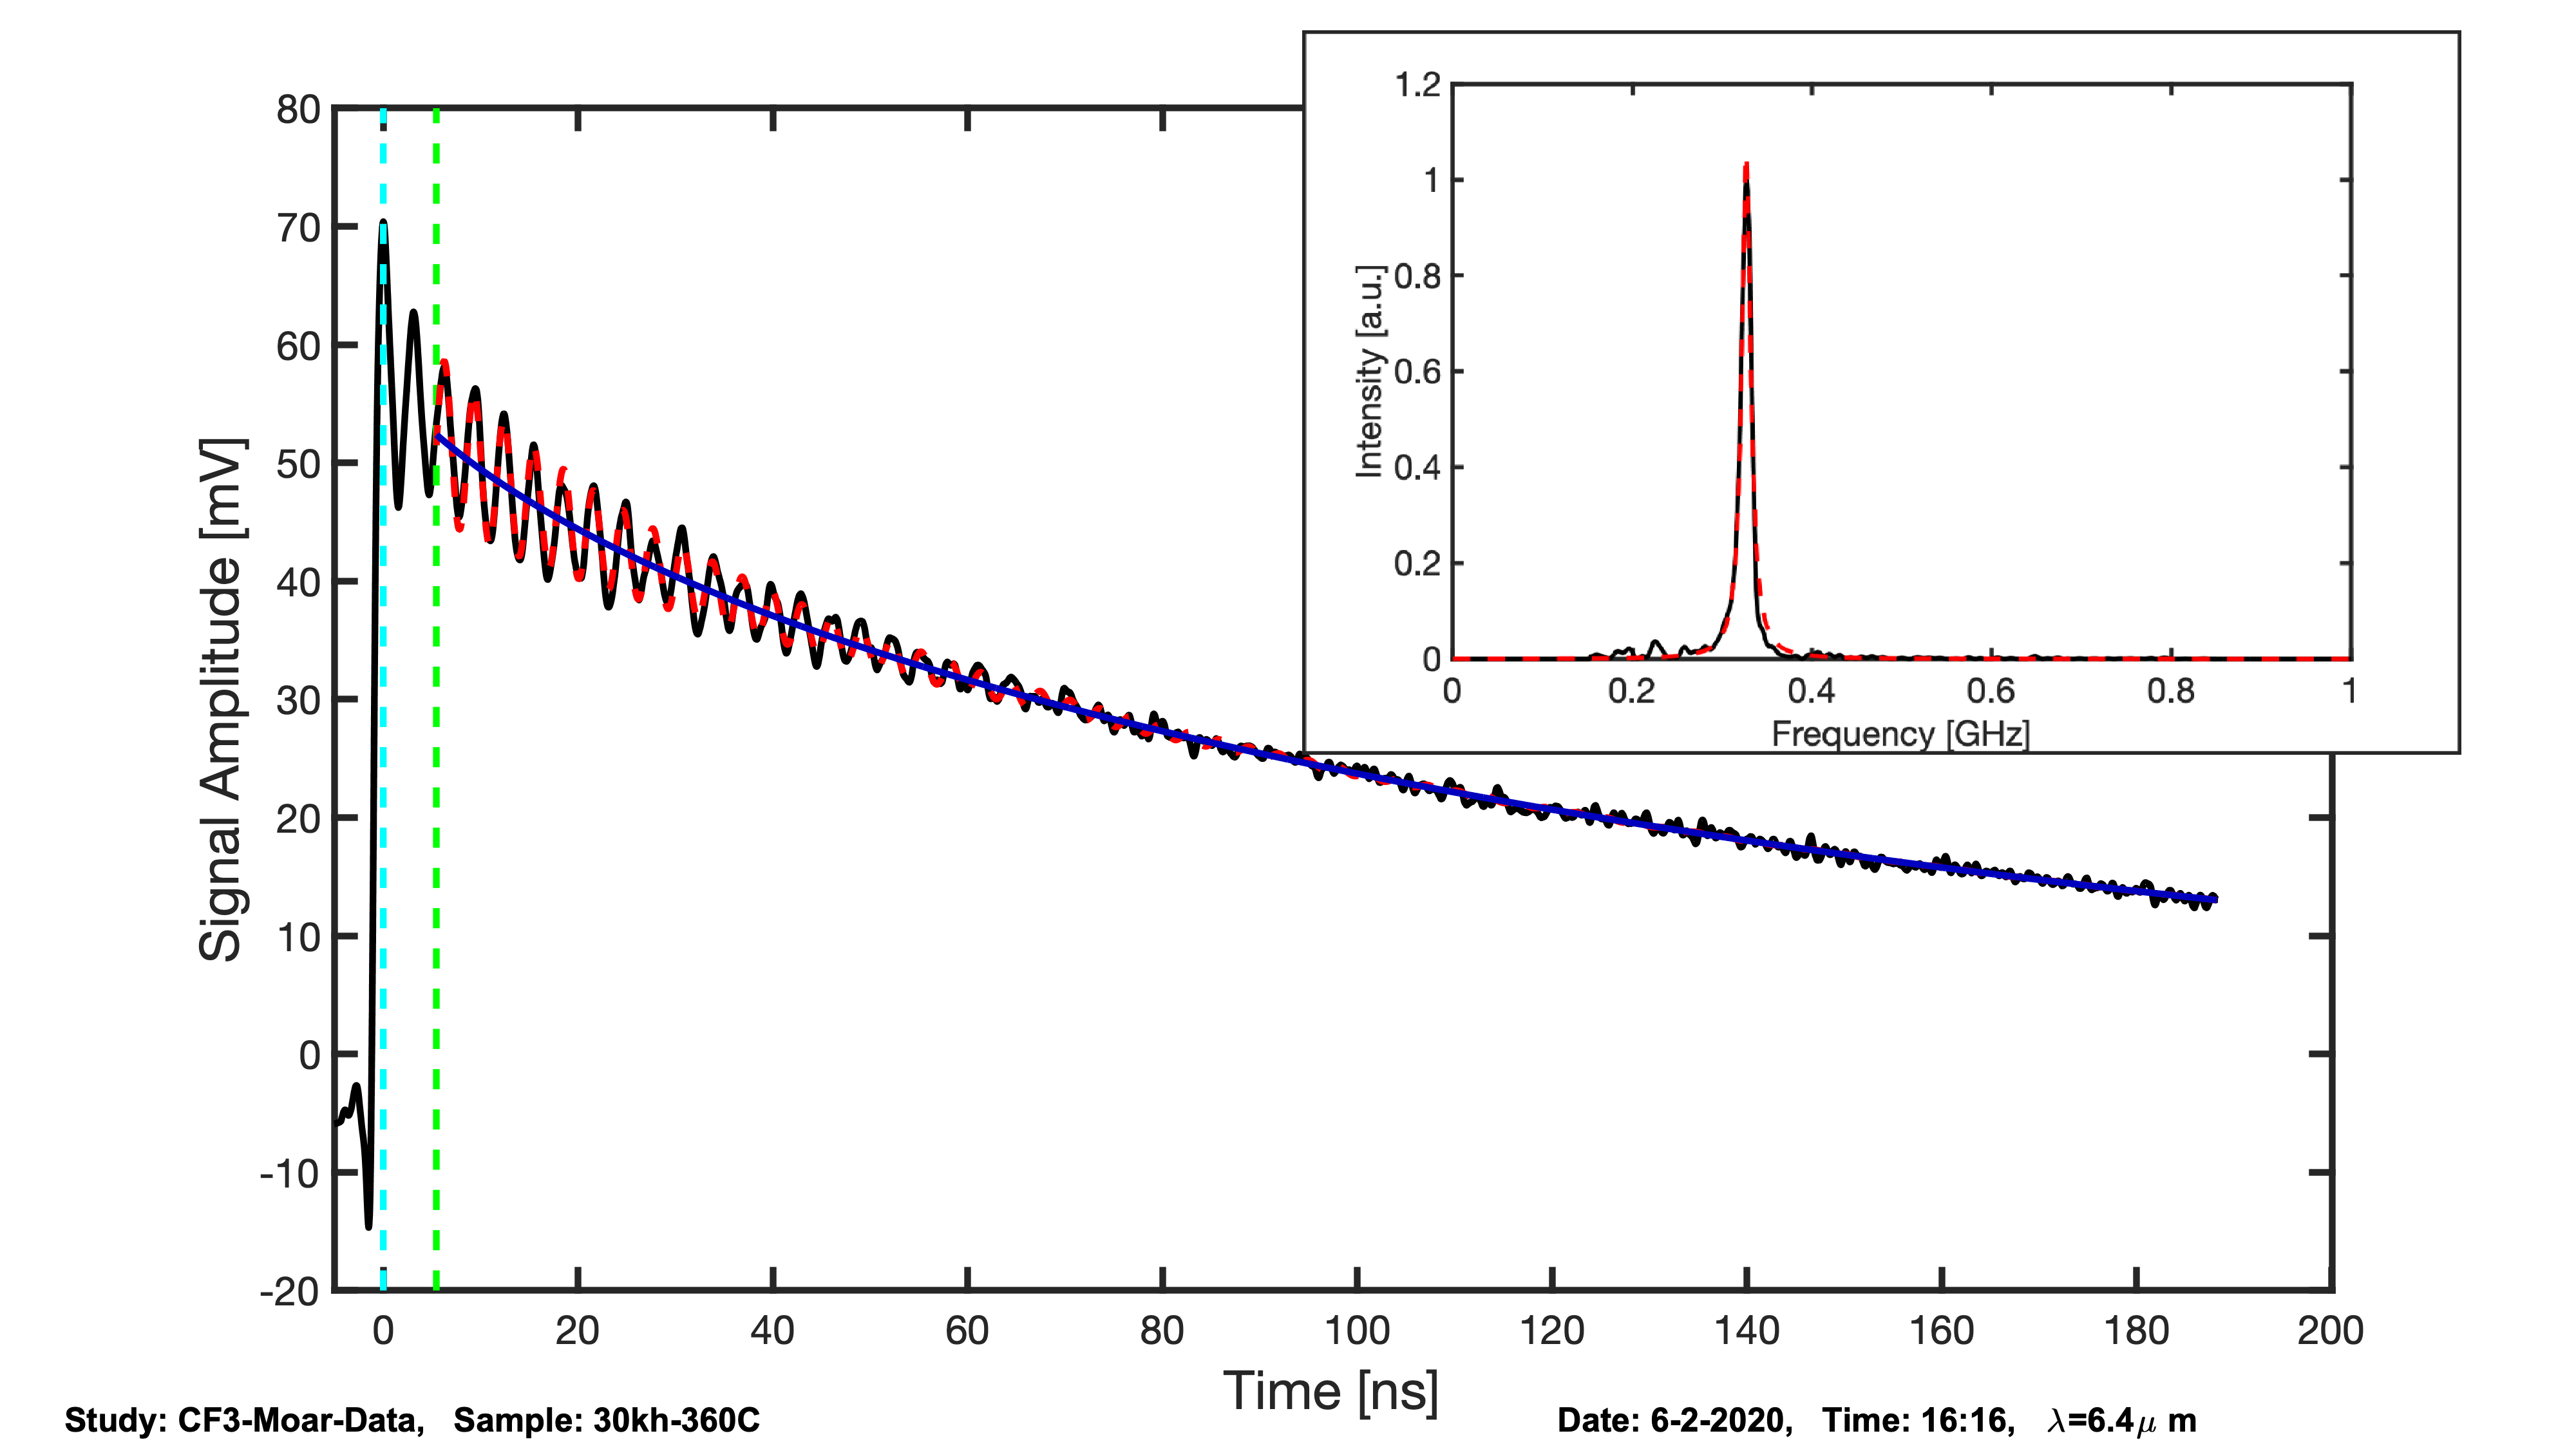 1.2
1
0.8
0.6
0.4
0.2
0
Intensity [a.u.]
0 0.2 0.4 0.6 0.8 1
Frequency [GHz]
80
70
60
50
40
30
20
10
0
-10
-20
Signal Amplitude [mV]
0 20 40 60 80 100 120 140 160 180 200
Time [ns]
Study: CF3-Moar-Data, Sample: 30kh-360C
Date: 6-2-2020, Time: 16:16, λ=6.4μ m